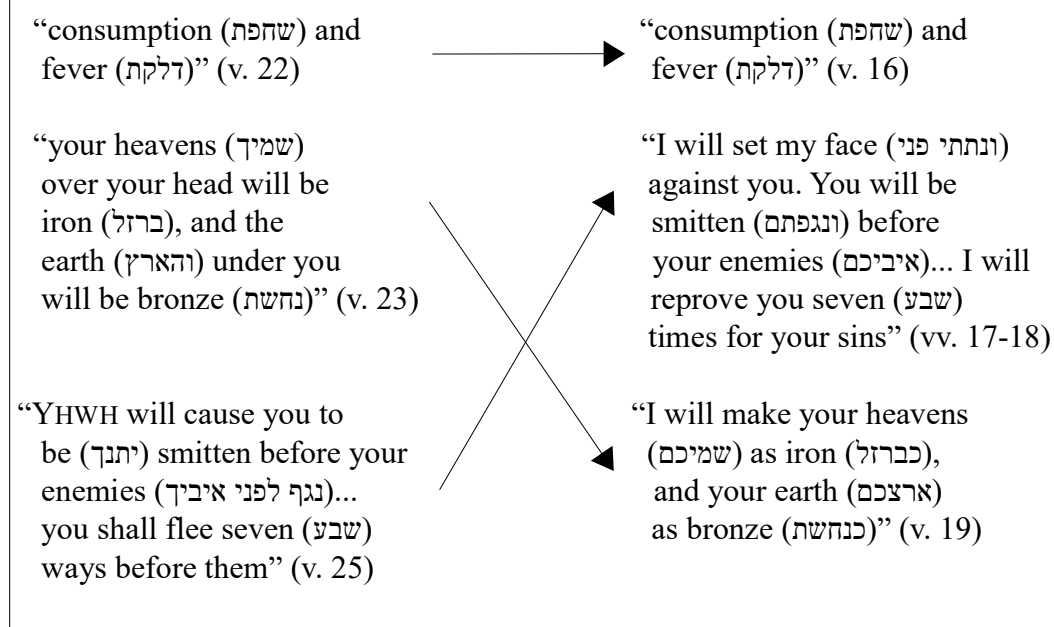 “consumption (שחפת) and
fever (דלקת)” (v. 22)
“your heavens (שמיך)
over your head will be
iron (ברזל), and the
earth (והארץ) under you
will be bronze (נחשת)” (v. 23)
“YHWH will cause you to
be (יתנך) smitten before your
enemies (נגף לפני איביך)...
you shall flee seven (שבע)
ways before them” (v. 25)
“consumption (שחפת) and
fever (דלקת)” (v. 16)
“I will set my face (ונתתי פני)
against you. You will be
smitten (ונגפתם) before
your enemies (איביכם)... I will
reprove you seven (שבע)
times for your sins” (vv. 17-18)
“I will make your heavens
(שמיכם) as iron (כברזל),
and your earth (ארצכם)
as bronze (כנחשת)” (v. 19)